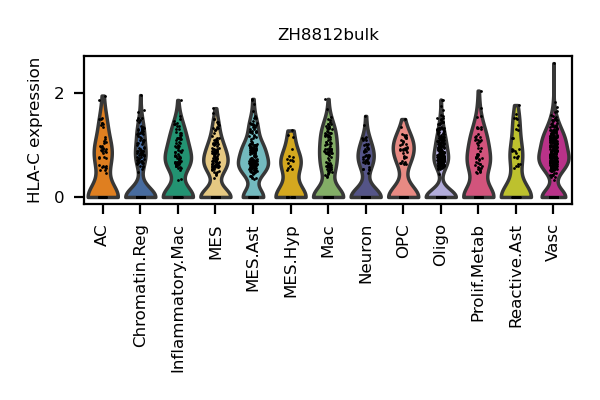 ZH8812bulk
HLA-C expression
2
0
AC
Chromatin.Reg
Inflammatory.Mac
MES
MES.Ast
MES.Hyp
Mac
Neuron
OPC
Oligo
Prolif.Metab
Reactive.Ast
Vasc